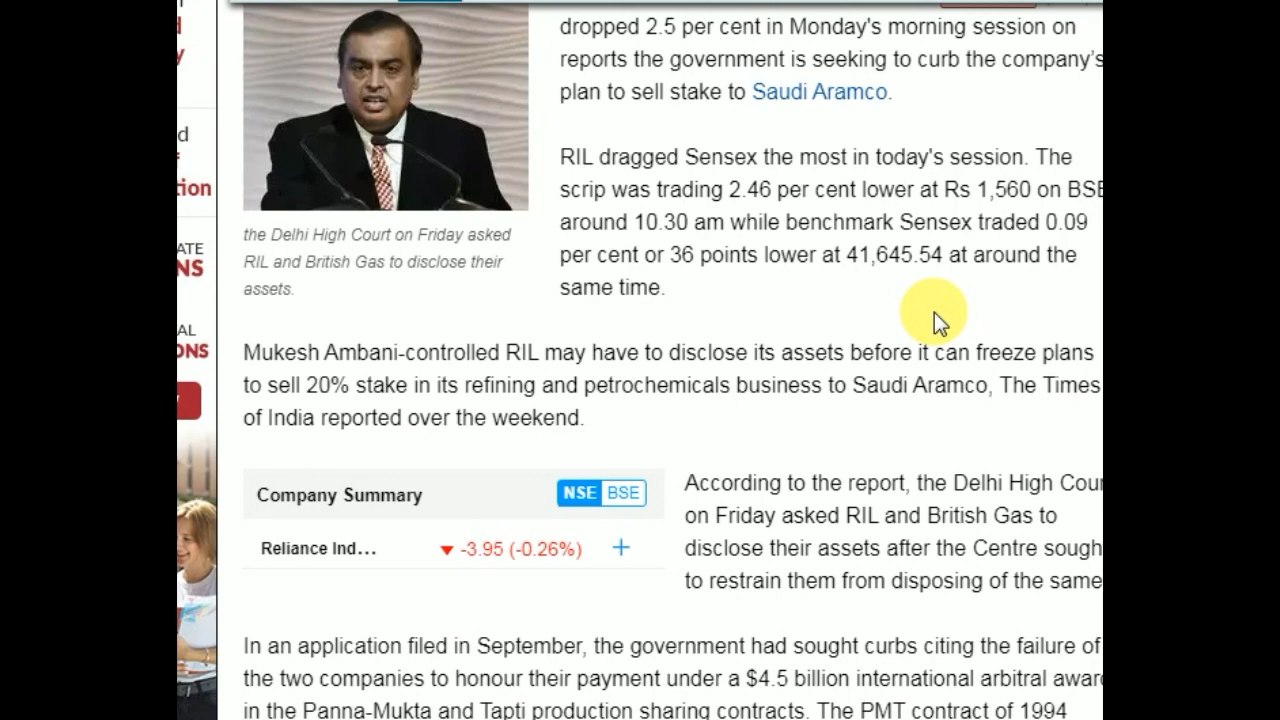 d
y
d
tion
ATE
NS
AL
ONS
y
dropped 2.5 per cent in Monday's morning session on
reports the government is seeking to curb the company's
plan to sell stake to Saudi Aramco.
RIL dragged Sensex the most in today's session. The
scrip was trading 2.46 per cent lower at Rs 1,560 on BSE
around 10.30 am while benchmark Sensex traded 0.09
per cent or 36 points lower at 41,645.54 at around the
same time.
the Delhi High Court on Friday asked
RIL and British Gas to disclose their
assets.
Mukesh Ambani-controlled RIL may have to disclose its assets before it can freeze plans
to sell 20% stake in its refining and petrochemicals business to Saudi Aramco, The Times
of India reported over the weekend.
Company Summary NSE BSE
Reliance Ind... ▼ -3.95 (-0.26%) +
According to the report, the Delhi High Cour
on Friday asked RIL and British Gas to
disclose their assets after the Centre sough
to restrain them from disposing of the same
In an application filed in September, the government had sought curbs citing the failure of
the two companies to honour their payment under a $4.5 billion international arbitral awar
in the Panna-Mukta and Tapti production sharing contracts. The PMT contract of 1994